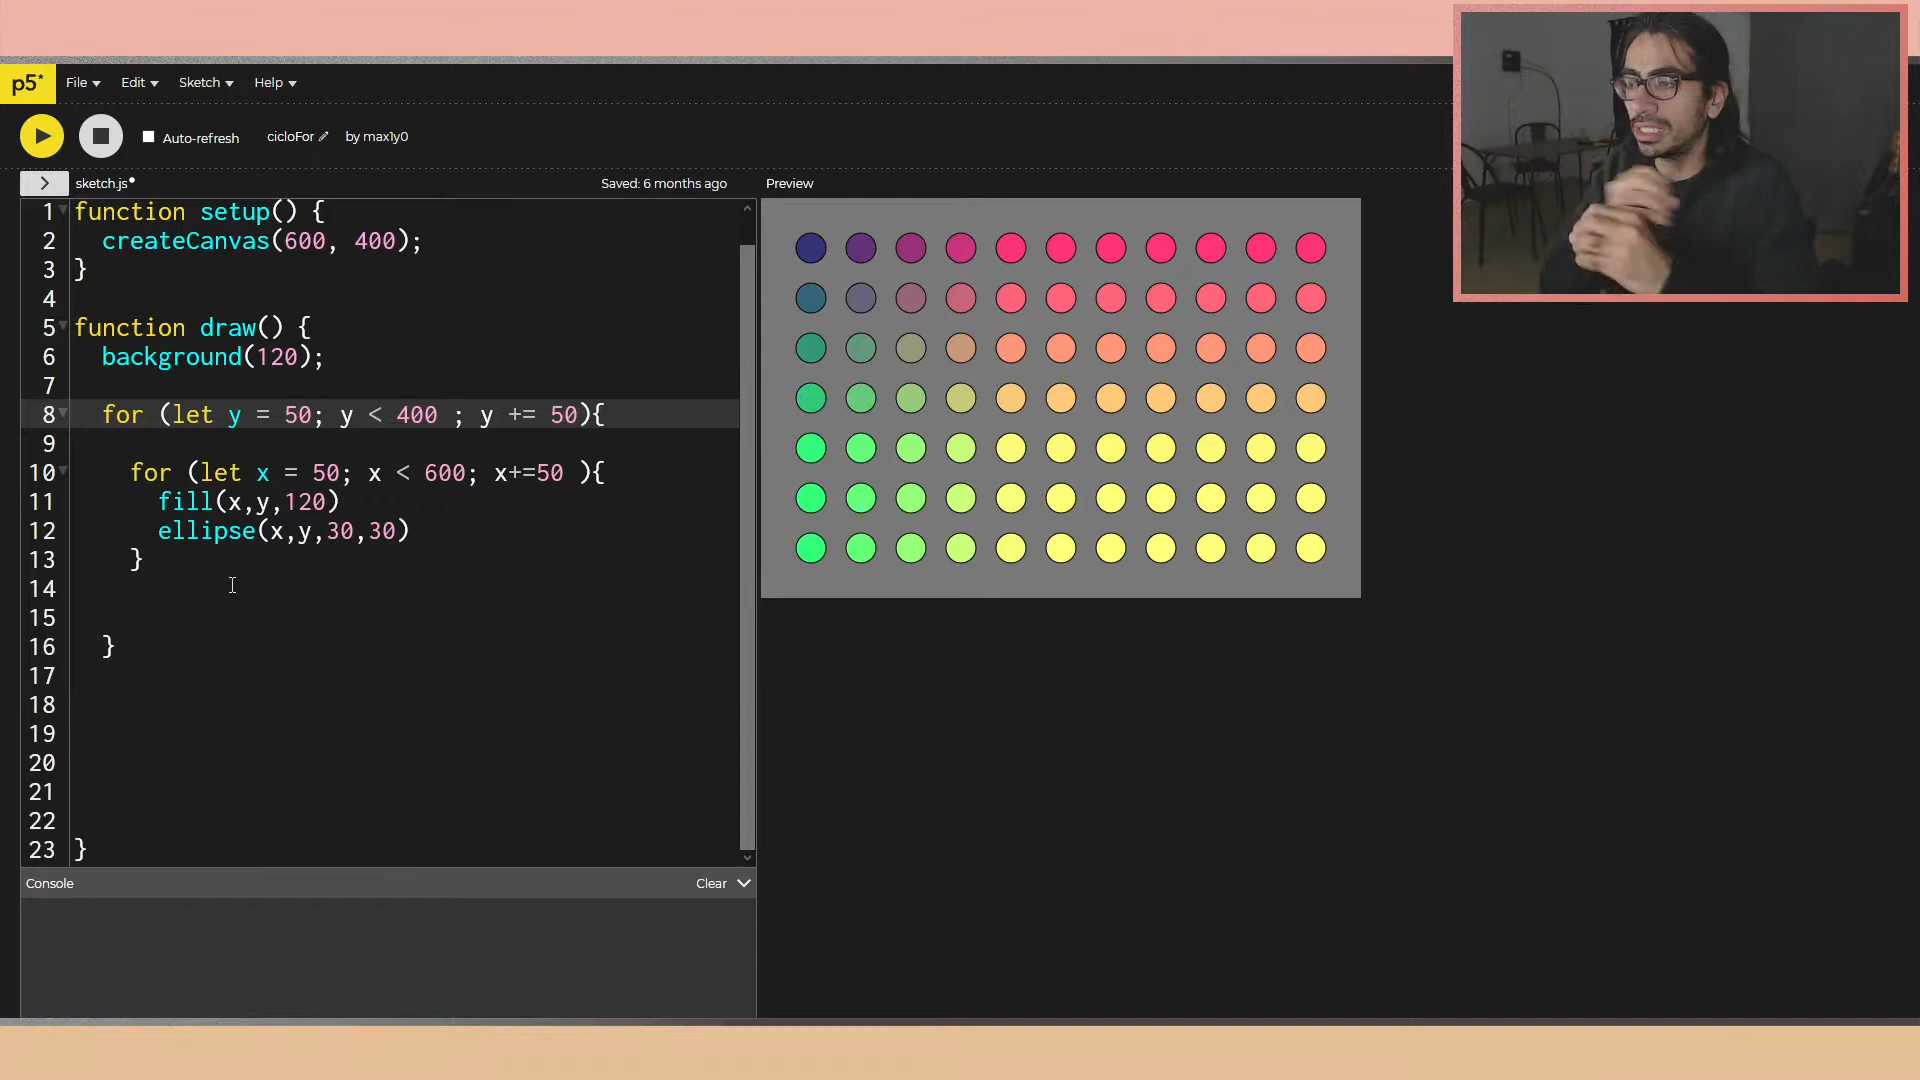 p5*
File Edit Sketch Help
Auto-refresh cicloFor by max1y0
sketch.js• Saved: 6 months ago Preview
1 function setup() {
2 createCanvas(600, 400);
3 }
4
5 function draw() {
6 background(120);
7
8 for (let y = 50; y < 400 ; y += 50){
9
10 for (let x = 50; x < 600; x+=50 ){
11 fill(x,y,120)
12 ellipse(x,y,30,30)
13 }
14
15
16 }
17
18
19
20
21
22
23 }
Console Clear